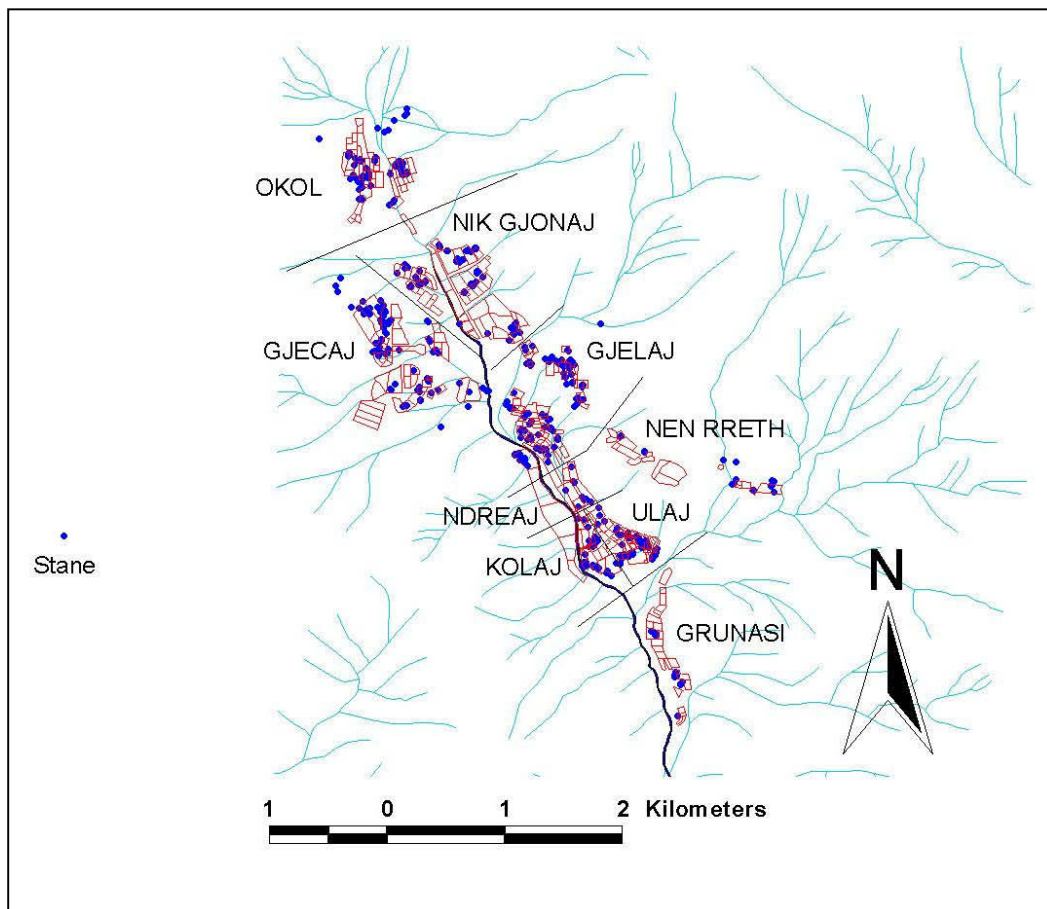 OKOL
NIK GJONAJ
GJECAJ
GJELAJ
NEN RRETH
NDREAJ
ULAJ
Stane
KOLAJ
N
GRUNASI
1 0 1 2 Kilometers